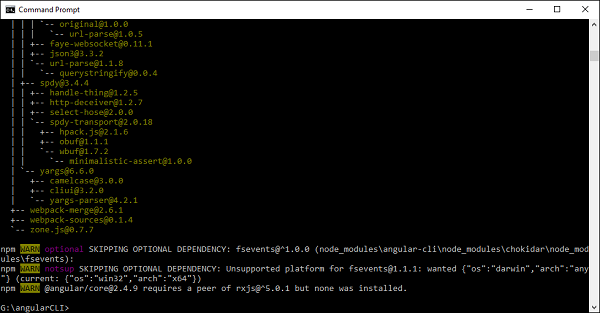 Command Prompt
| | | `-- original@1.0.0
| | |   `-- url-parse@1.0.5
| | +-- faye-websocket@0.11.1
| | +-- json3@3.3.2
| | `-- url-parse@1.1.8
| |   `-- querystringify@0.0.4
| +-- spdy@3.4.4
| | +-- handle-thing@1.2.5
| | +-- http-deceiver@1.2.7
| | +-- select-hose@2.0.0
| | `-- spdy-transport@2.0.18
| |   +-- hpack.js@2.1.6
| |   +-- obuf@1.1.1
| |   `-- wbuf@1.7.2
| |     `-- minimalistic-assert@1.0.0
| `-- yargs@6.6.0
|   +-- camelcase@3.0.0
|   +-- cliui@3.2.0
|   `-- yargs-parser@4.2.1
+-- webpack-merge@2.6.1
+-- webpack-sources@0.1.4
`-- zone.js@0.7.7
npm WARN optional SKIPPING OPTIONAL DEPENDENCY: fsevents@^1.0.0 (node_modules\angular-cli\node_modules\chokidar\node_mod
ules\fsevents):
npm WARN notsup SKIPPING OPTIONAL DEPENDENCY: Unsupported platform for fsevents@1.1.1: wanted {"os":"darwin","arch":"any
"} (current: {"os":"win32","arch":"x64"})
npm WARN @angular/core@2.4.9 requires a peer of rxjs@^5.0.1 but none was installed.
G:\angularCLI>